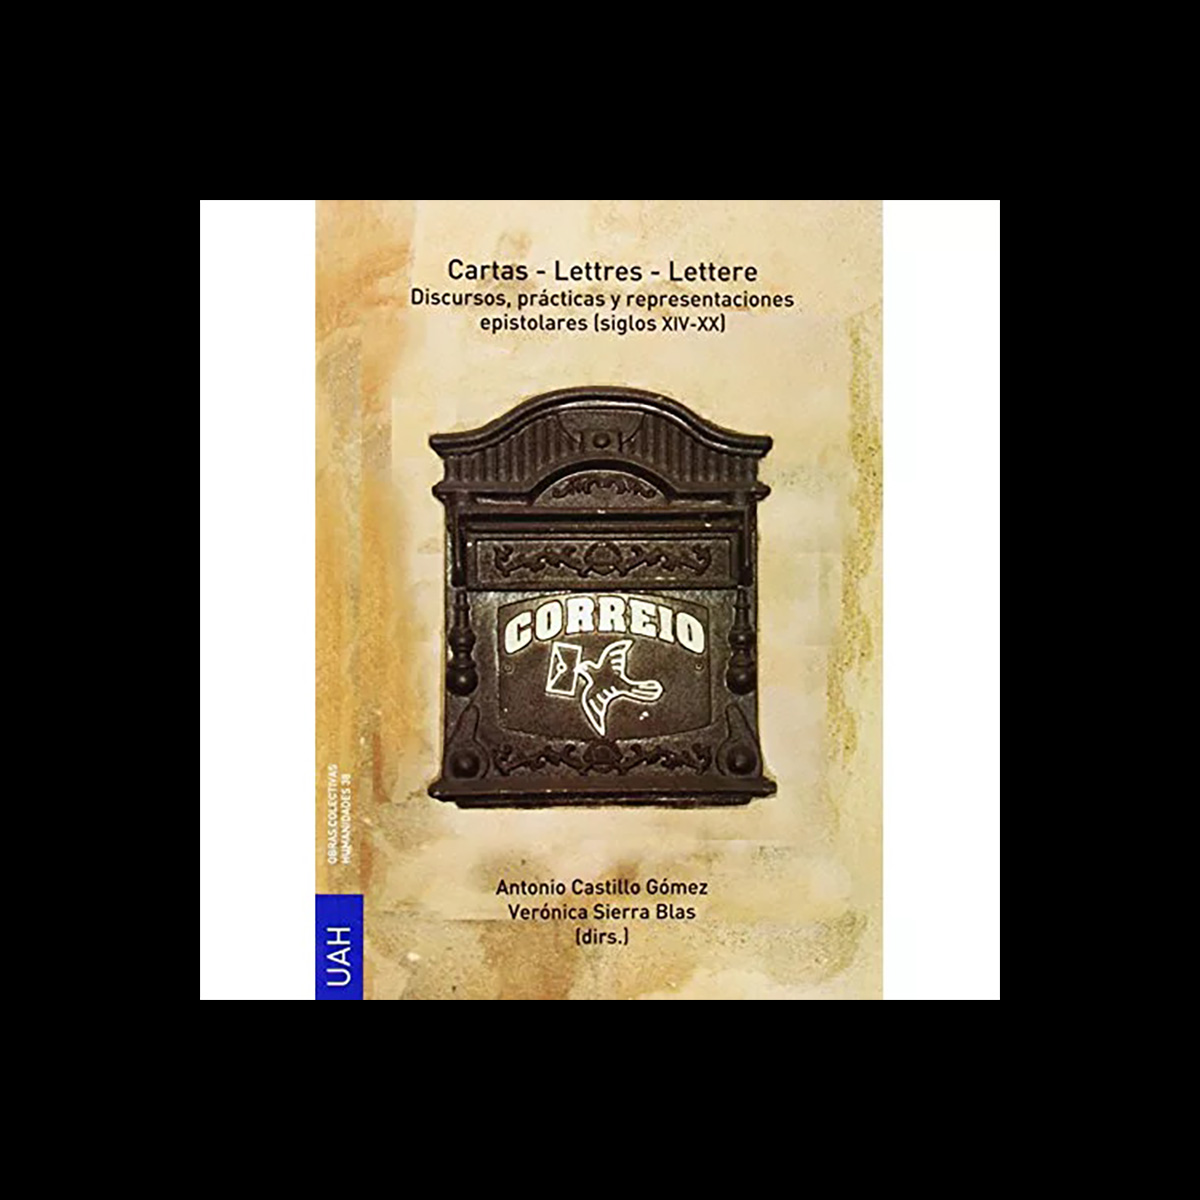 Cartas - Lettres - Lettere
Discursos, prácticas y representaciones
epistolares (siglos XIV-XX)
CORREIO
OBRAS COLECTIVAS
HUMANIDADES 38
UAH
Antonio Castillo Gómez
Verónica Sierra Blas
(dirs.)